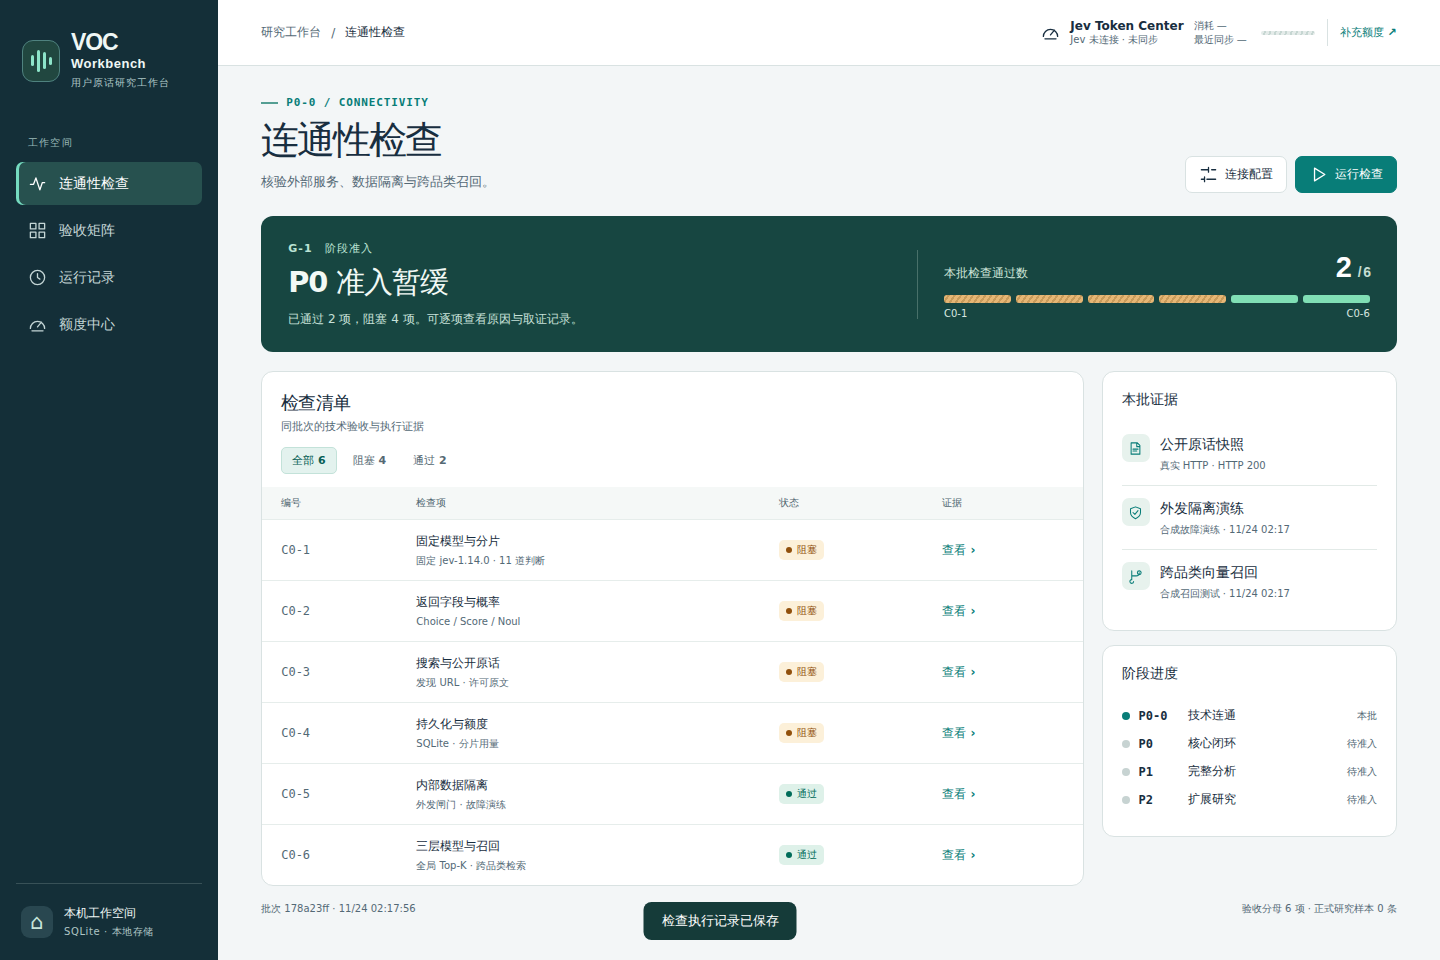 VOC
Workbench
用户原话研究工作台
工作空间
连通性检查
验收矩阵
运行记录
额度中心
本机工作空间
SQLite · 本地存储
研究工作台 / 连通性检查
Jev Token Center
Jev 未连接 · 未同步
消耗 —
最近同步 —
补充额度 ↗
P0-0 / CONNECTIVITY
连通性检查
核验外部服务、数据隔离与跨品类召回。
连接配置
运行检查
G-1 阶段准入
P0 准入暂缓
已通过 2 项，阻塞 4 项。可逐项查看原因与取证记录。
本批检查通过数
2 / 6
C0-1
C0-6
检查清单
同批次的技术验收与执行证据
全部 6
阻塞 4
通过 2
编号 检查项 状态 证据
C0-1 固定模型与分片 阻塞 查看 ›
固定 jev-1.14.0 · 11 道判断
C0-2 返回字段与概率 阻塞 查看 ›
Choice / Score / Noul
C0-3 搜索与公开原话 阻塞 查看 ›
发现 URL · 许可原文
C0-4 持久化与额度 阻塞 查看 ›
SQLite · 分片用量
C0-5 内部数据隔离 通过 查看 ›
外发闸门 · 故障演练
C0-6 三层模型与召回 通过 查看 ›
全局 Top-K · 跨品类检索
本批证据
公开原话快照
真实 HTTP · HTTP 200
外发隔离演练
合成故障演练 · 11/24 02:17
跨品类向量召回
合成召回测试 · 11/24 02:17
阶段进度
P0-0 技术连通 本批
P0 核心闭环 待准入
P1 完整分析 待准入
P2 扩展研究 待准入
批次 178a23ff · 11/24 02:17:56
检查执行记录已保存
验收分母 6 项 · 正式研究样本 0 条